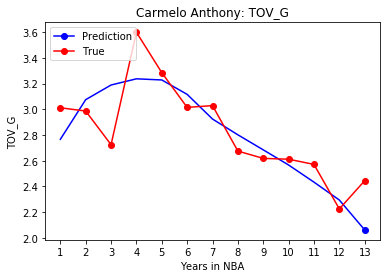 Carmelo Anthony: TOV_G
Prediction
True
3.6
3.4
3.2
3.0
2.8
2.6
2.4
2.2
2.0
TOV_G
1 2 3 4 5 6 7 8 9 10 11 12 13
Years in NBA